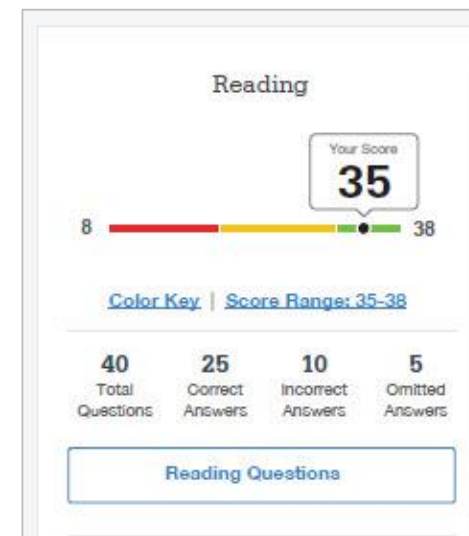 Reading
Your Score
35
8
38
Color Key | Score Range: 35-38
40 25 10 5
Total Correct Incorrect Omitted
Questions Answers Answers Answers
Reading Questions